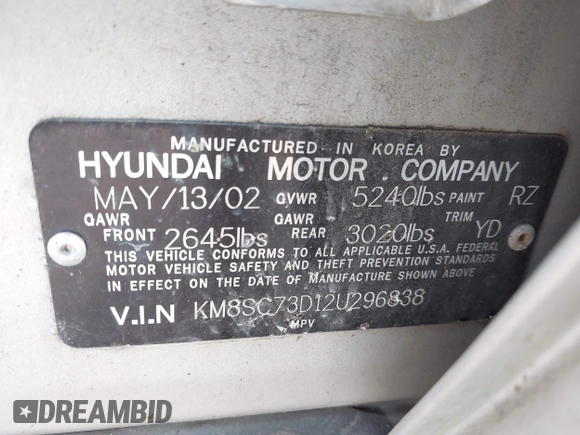 MANUFACTURED IN KOREA BY
HYUNDAI MOTOR COMPANY
MAY/13/02 GVWR 5240lbs PAINT RZ
GAWR GAWR TRIM
FRONT 2645lbs REAR 3020lbs YD
THIS VEHICLE CONFORMS TO ALL APPLICABLE U.S.A. FEDERAL
MOTOR VEHICLE SAFETY AND THEFT PREVENTION STANDARDS
IN EFFECT ON THE DATE OF MANUFACTURE SHOWN ABOVE
V.I.N KM8SC73D12U296838
MPV
DREAMBID